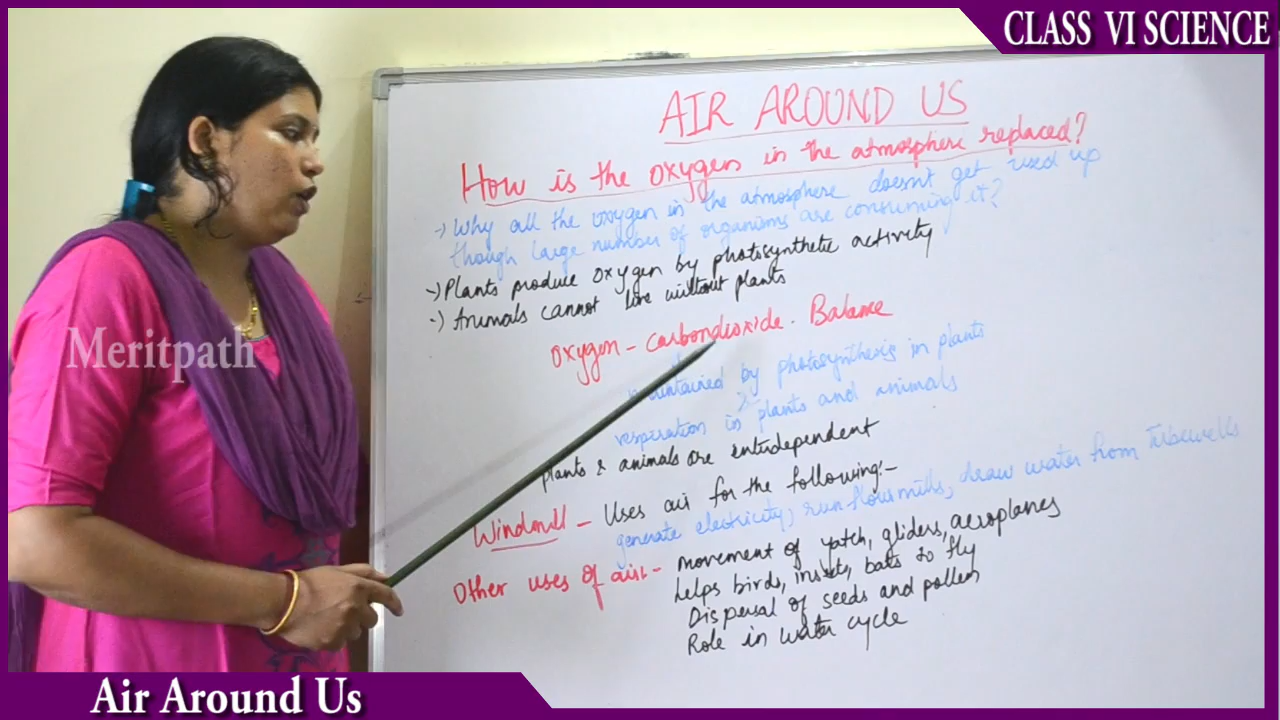 CLASS VI SCIENCE
AIR AROUND US
How is the oxygen in the atmosphere replaced?
-) Why all the oxygen in the atmosphere doesn't get used up
though large number of organisms are consuming it?
-) Plants produce oxygen by photosynthetic activity
-) Animals cannot live without plants
Oxygen - carbondioxide - Balance
maintained by photosynthesis in plants
respiration in plants and animals
plants & animals are interdependent
Windmill - Uses air for the following:-
generate electricity, run flourmills, draw water from Tubewells
Other uses of air:- Movement of yatch, gliders, aeroplanes
helps birds, insects, bats to fly
Dispersal of seeds and pollen
Role in water cycle
Meritpath
Air Around Us